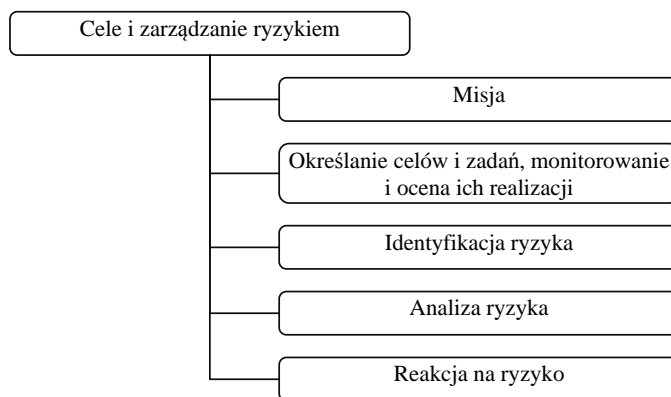 Cele i zarządzanie ryzykiem
Misja
Określanie celów i zadań, monitorowanie
i ocena ich realizacji
Identyfikacja ryzyka
Analiza ryzyka
Reakcja na ryzyko